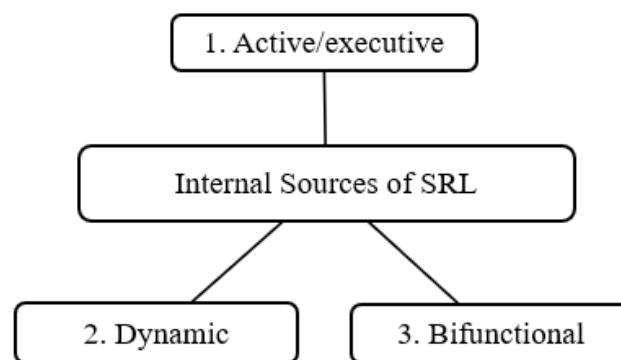 1. Active/executive
Internal Sources of SRL
2. Dynamic
3. Bifunctional